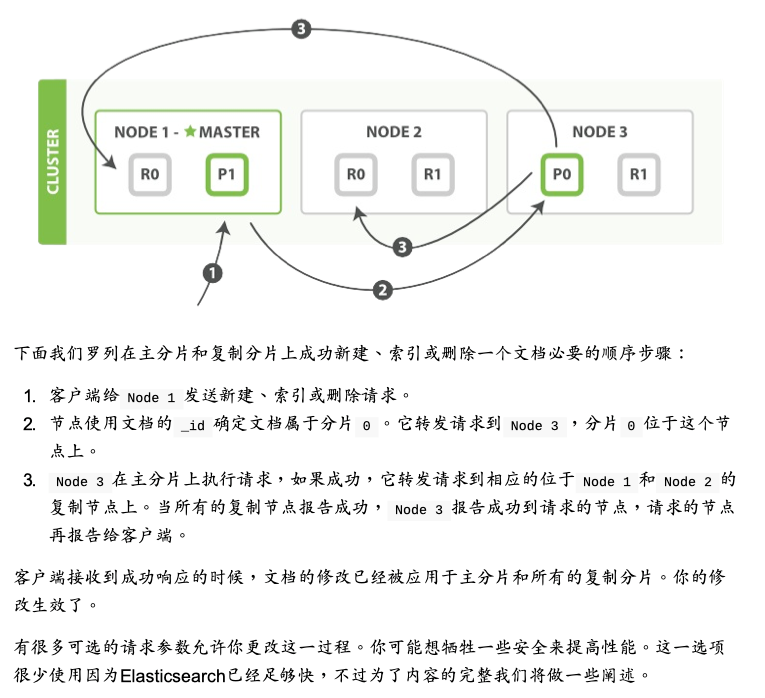 3
CLUSTER
NODE 1 - ★MASTER
NODE 2
NODE 3
R0
P1
R0
R1
P0
R1
3
1
2
下面我们罗列在主分片和复制分片上成功新建、索引或删除一个文档必要的顺序步骤：
1. 客户端给 Node 1 发送新建、索引或删除请求。
2. 节点使用文档的 _id 确定文档属于分片 0 。它转发请求到 Node 3 ，分片 0 位于这个节
点上。
3. Node 3 在主分片上执行请求，如果成功，它转发请求到相应的位于 Node 1 和 Node 2 的
复制节点上。当所有的复制节点报告成功， Node 3 报告成功到请求的节点，请求的节点
再报告给客户端。
客户端接收到成功响应的时候，文档的修改已经被应用于主分片和所有的复制分片。你的修
改生效了。
有很多可选的请求参数允许你更改这一过程。你可能想牺牲一些安全来提高性能。这一选项
很少使用因为Elasticsearch已经足够快，不过为了内容的完整我们将做一些阐述。